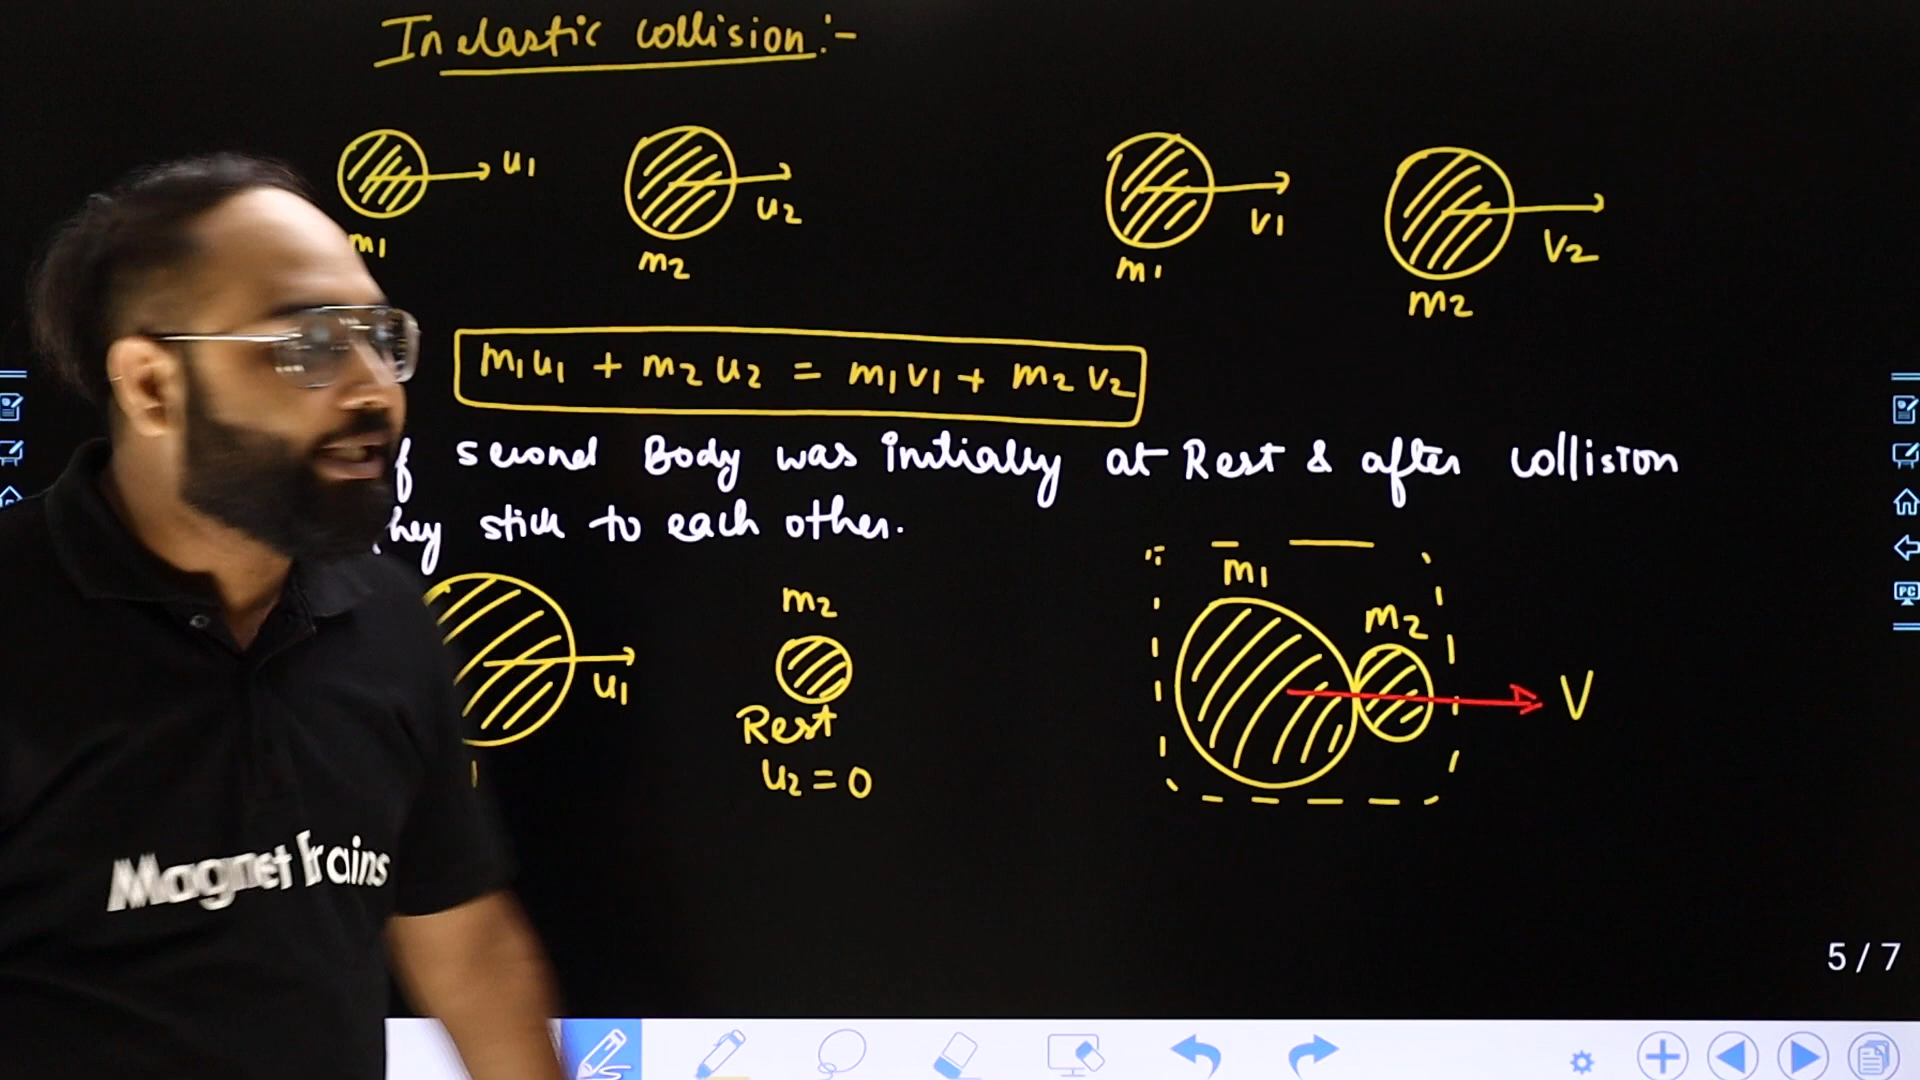 Inelastic collision:-
u1
u2
m1
m2
v1
v2
m1
m2
m1u1 + m2u2 = m1v1 + m2v2
second Body was initially at Rest & after collision
stick to each other.
u1
m2
Rest
u2 = 0
m1
m2
V
Magnet Brains
PC
5 / 7